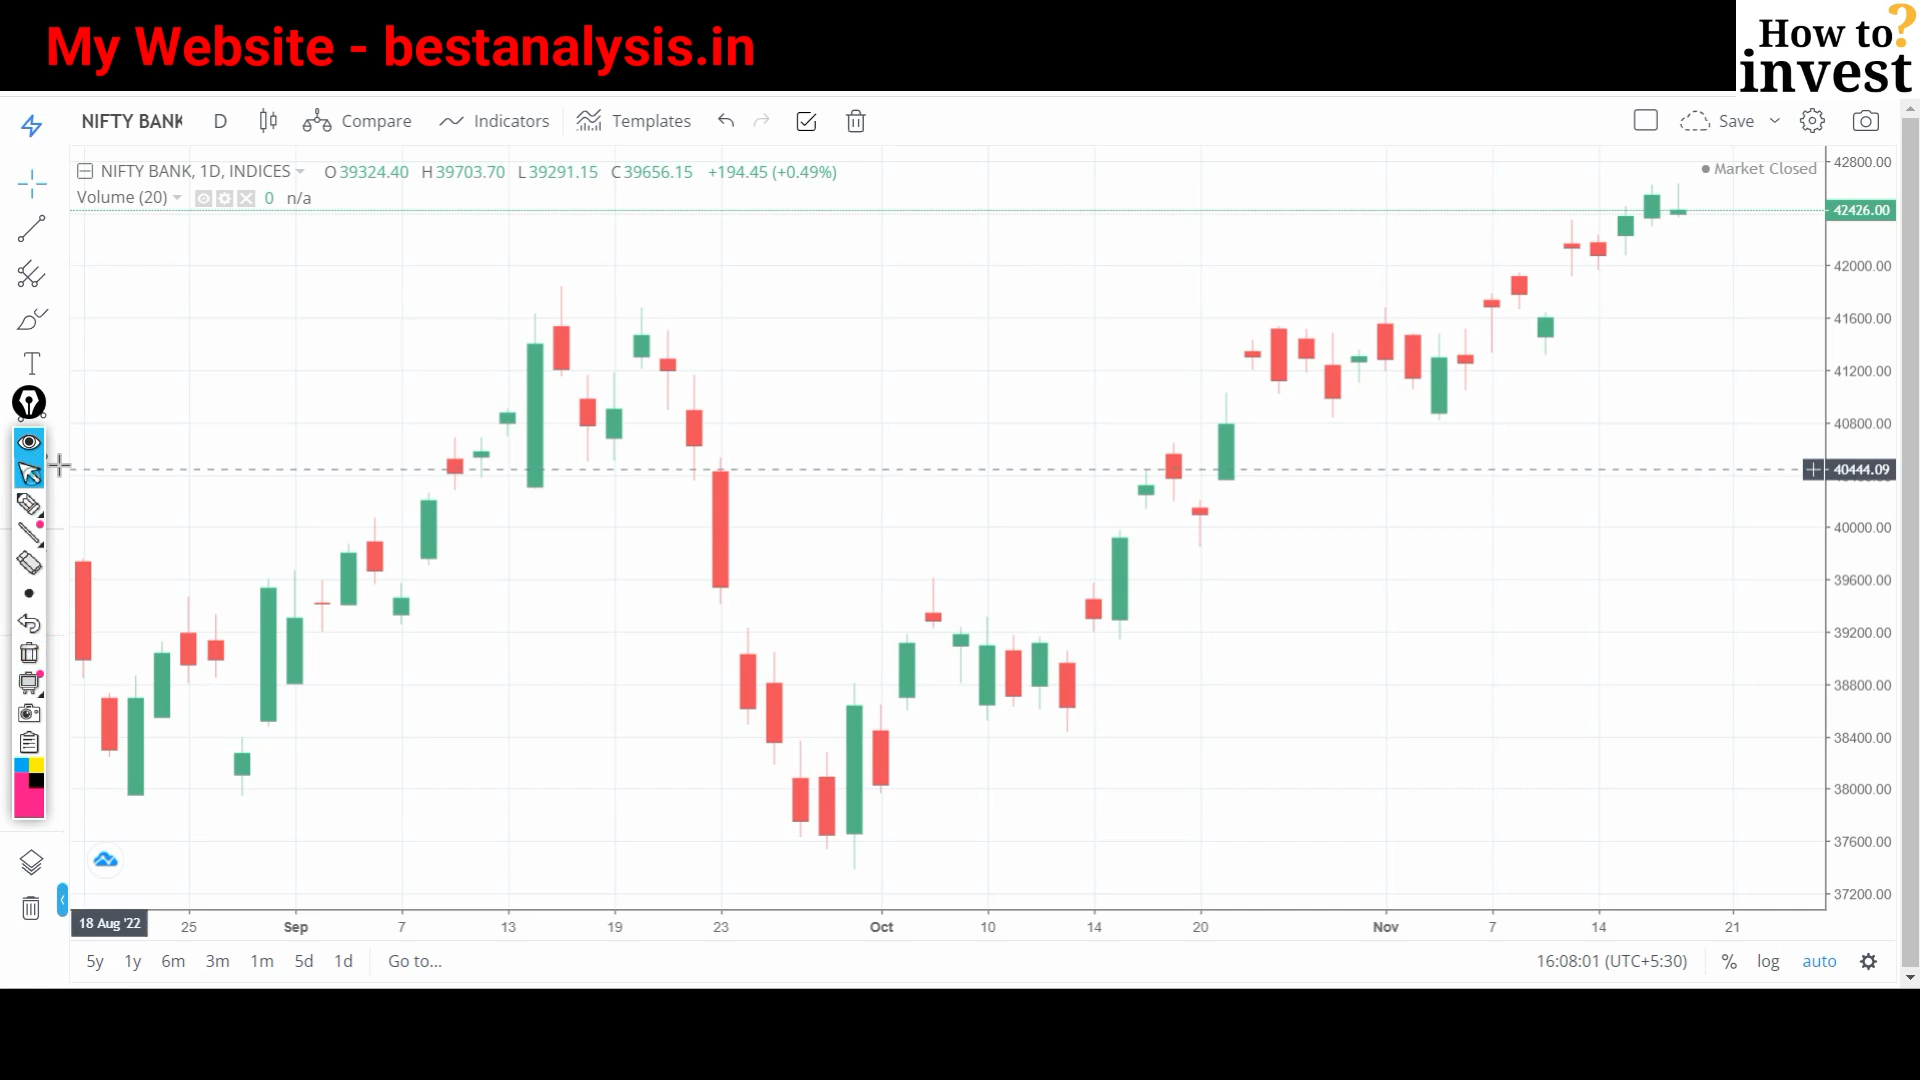 My Website - bestanalysis.in
How to?
invest
NIFTY BANK D Compare Indicators Templates Save
NIFTY BANK, 1D, INDICES O39324.40 H39703.70 L39291.15 C39656.15 +194.45 (+0.49%)
Market Closed
Volume (20) 0 n/a
42800.00
42426.00
42000.00
41600.00
41200.00
40800.00
40444.09
40000.00
39600.00
39200.00
38800.00
38400.00
38000.00
37600.00
37200.00
18 Aug '22 25 Sep 7 13 19 23 Oct 10 14 20 Nov 7 14 21
5y 1y 6m 3m 1m 5d 1d Go to... 16:08:01 (UTC+5:30) % log auto